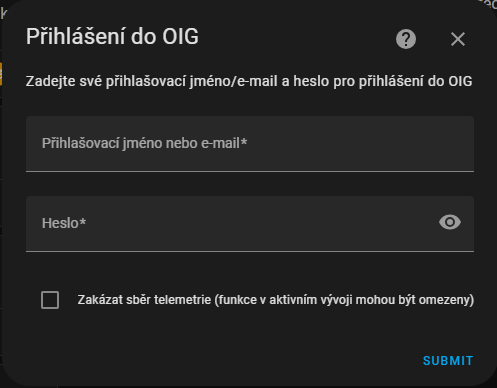 Přihlášení do OIG
Zadejte své přihlašovací jméno/e-mail a heslo pro přihlášení do OIG
Přihlašovací jméno nebo e-mail*
Heslo*
Zakázat sběr telemetrie (funkce v aktivním vývoji mohou být omezeny)
SUBMIT